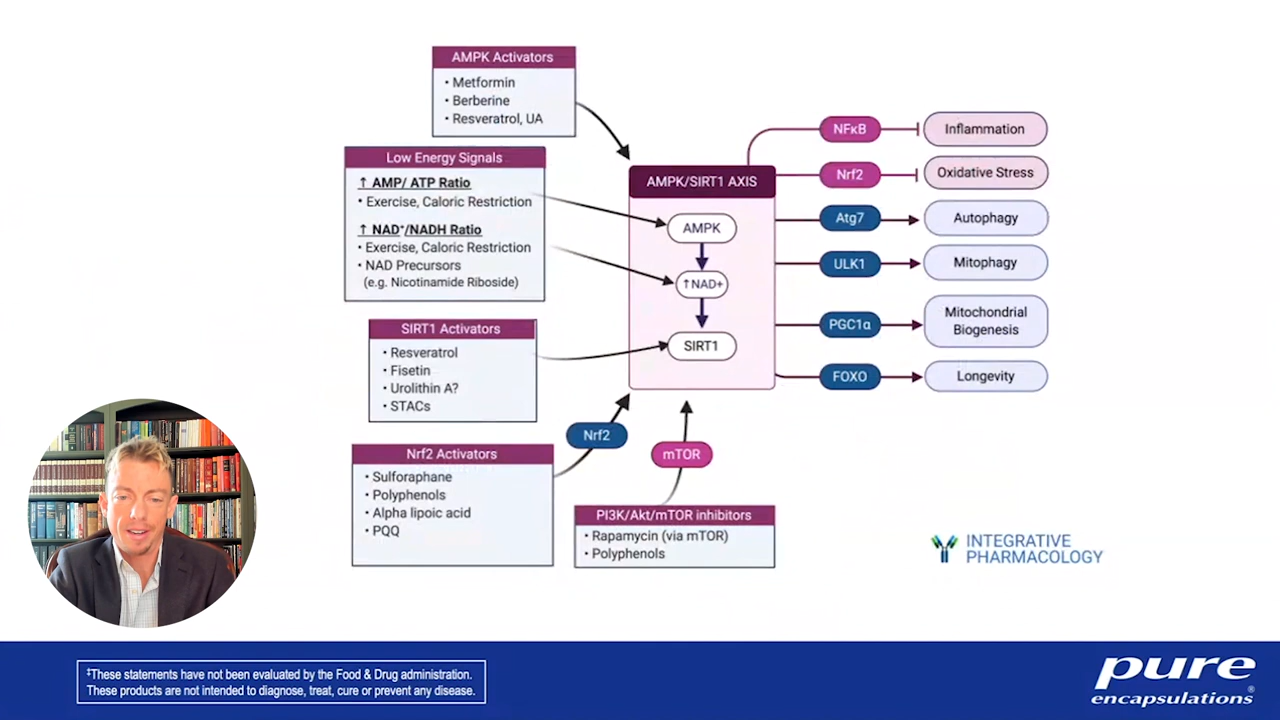 AMPK Activators
• Metformin
• Berberine
• Resveratrol, UA
Low Energy Signals
↑ AMP/ ATP Ratio
• Exercise, Caloric Restriction
↑ NAD⁺/NADH Ratio
• Exercise, Caloric Restriction
• NAD Precursors
(e.g. Nicotinamide Riboside)
SIRT1 Activators
• Resveratrol
• Fisetin
• Urolithin A?
• STACs
Nrf2 Activators
• Sulforaphane
• Polyphenols
• Alpha lipoic acid
• PQQ
Nrf2
mTOR
PI3K/Akt/mTOR inhibitors
• Rapamycin (via mTOR)
• Polyphenols
AMPK/SIRT1 AXIS
AMPK
↑NAD+
SIRT1
NFκB
Inflammation
Nrf2
Oxidative Stress
Atg7
Autophagy
ULK1
Mitophagy
PGC1α
Mitochondrial
Biogenesis
FOXO
Longevity
INTEGRATIVE
PHARMACOLOGY
‡These statements have not been evaluated by the Food & Drug administration.
These products are not intended to diagnose, treat, cure or prevent any disease.
pure
encapsulations®